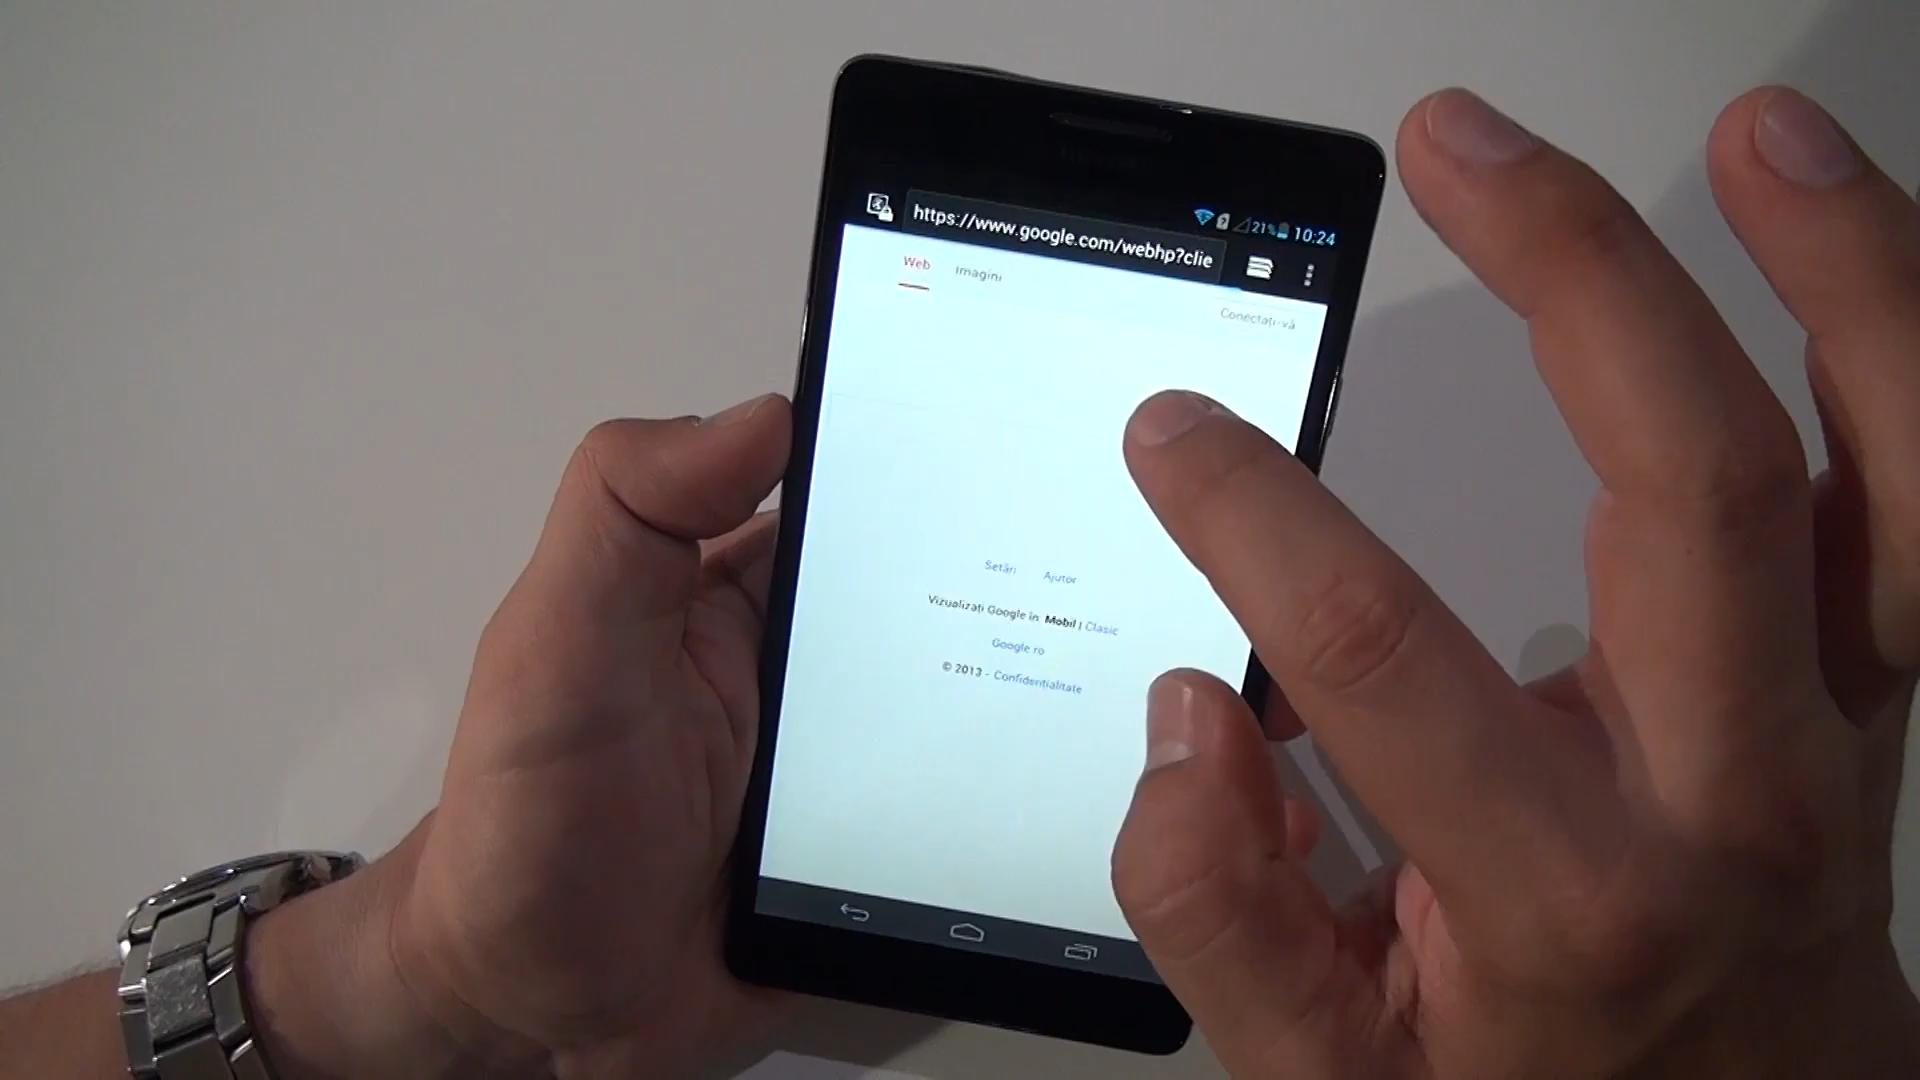 21% 10:24
https://www.google.com/webhp?clie
Web Imagini
Conectați-vă
Setări Ajutor
Vizualizați Google în Mobil | Clasic
Google.ro
© 2013 - Confidențialitate